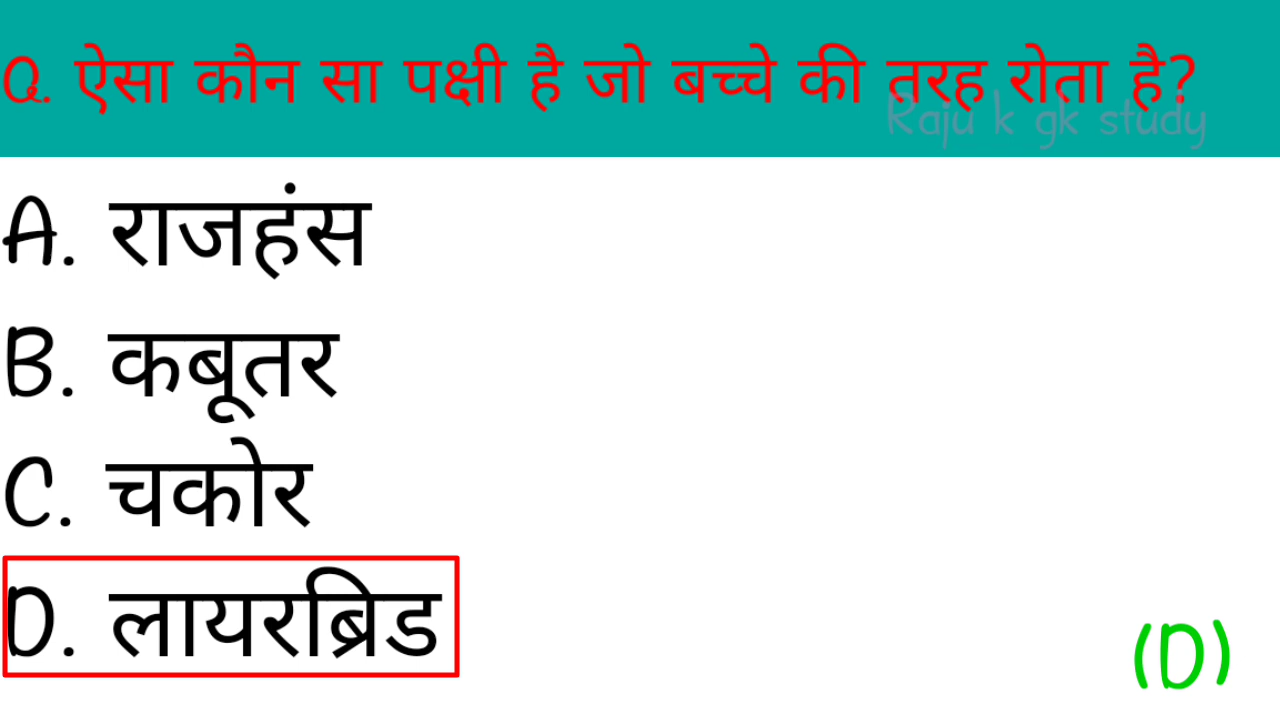 Q. ऐसा कौन सा पक्षी है जो बच्चे की तरह रोता है?
Raju k gk study
A. राजहंस
B. कबूतर
C. चकोर
D. लायरब्रिड
(D)